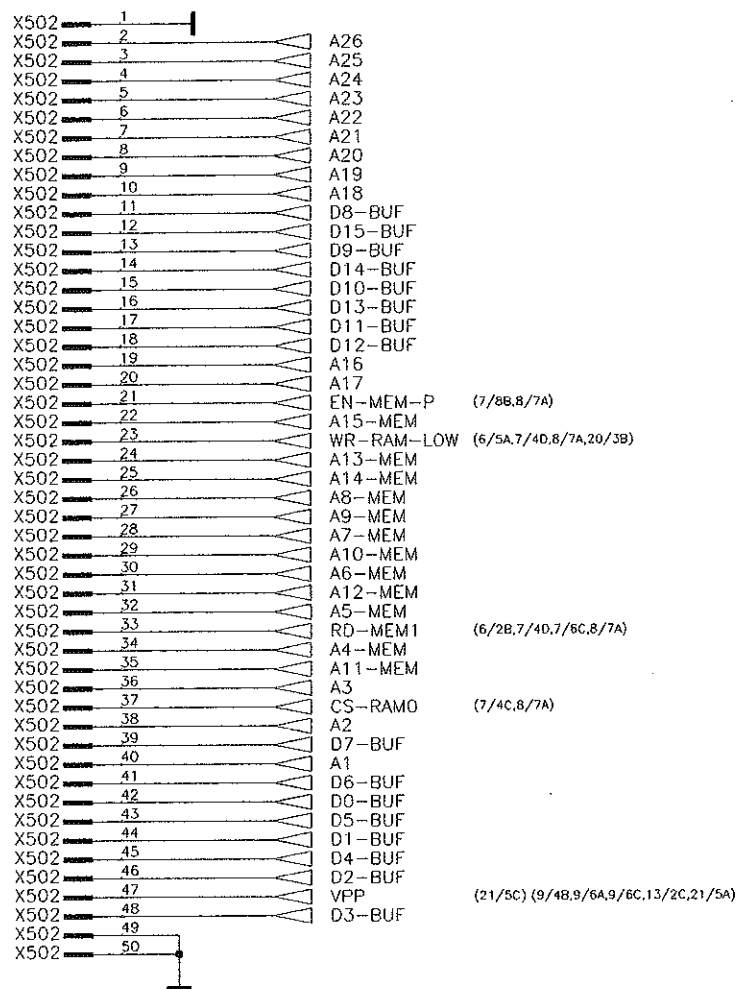 X502 1
X502 2 A26
X502 3 A25
X502 4 A24
X502 5 A23
X502 6 A22
X502 7 A21
X502 8 A20
X502 9 A19
X502 10 A18
X502 11 D8-BUF
X502 12 D15-BUF
X502 13 D9-BUF
X502 14 D14-BUF
X502 15 D10-BUF
X502 16 D13-BUF
X502 17 D11-BUF
X502 18 D12-BUF
X502 19 A16
X502 20 A17
X502 21 EN-MEM-P (7/8B,8/7A)
X502 22 A15-MEM
X502 23 WR-RAM-LOW (6/5A,7/4D,8/7A,20/3B)
X502 24 A13-MEM
X502 25 A14-MEM
X502 26 A8-MEM
X502 27 A9-MEM
X502 28 A7-MEM
X502 29 A10-MEM
X502 30 A6-MEM
X502 31 A12-MEM
X502 32 A5-MEM
X502 33 RD-MEM1 (6/2B,7/4D,7/6C,8/7A)
X502 34 A4-MEM
X502 35 A11-MEM
X502 36 A3
X502 37 CS-RAM0 (7/4C,8/7A)
X502 38 A2
X502 39 D7-BUF
X502 40 A1
X502 41 D6-BUF
X502 42 D0-BUF
X502 43 D5-BUF
X502 44 D1-BUF
X502 45 D4-BUF
X502 46 D2-BUF
X502 47 VPP (21/5C) (9/4B,9/6A,9/6C,13/2C,21/5A)
X502 48 D3-BUF
X502 49
X502 50